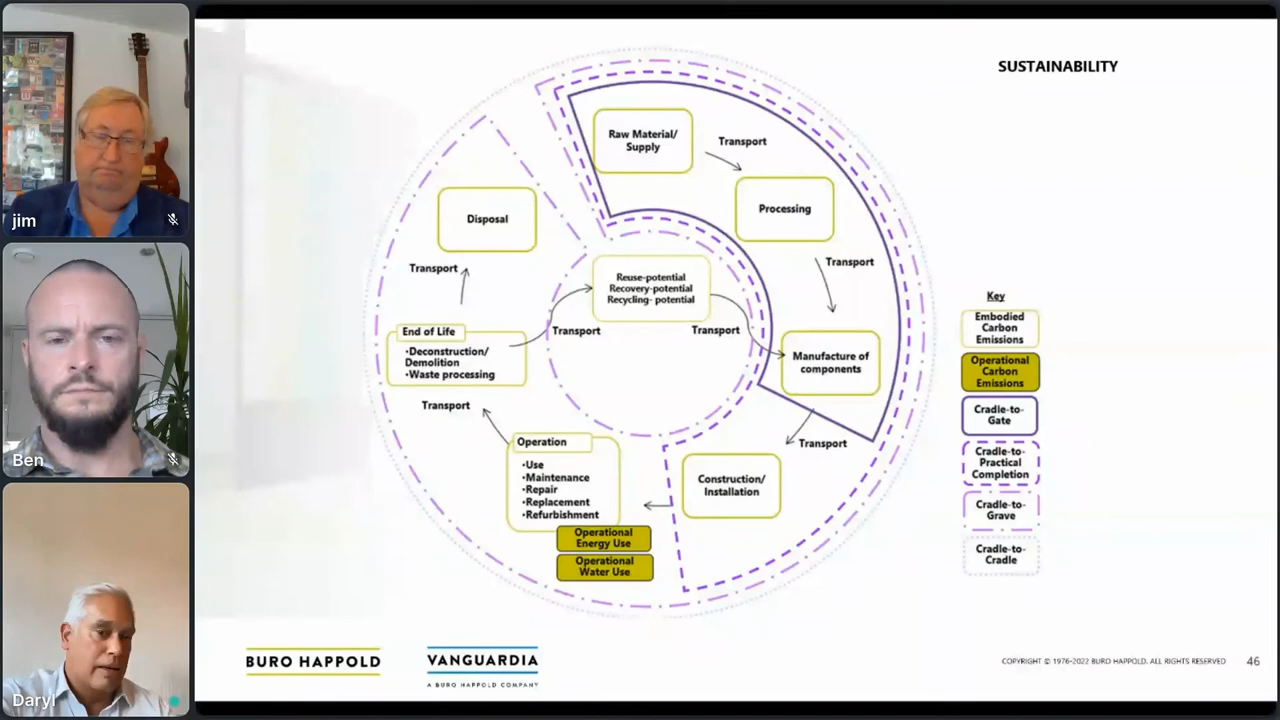 jim
Ben
Daryl
SUSTAINABILITY
Raw Material/
Supply
Transport
Processing
Transport
Disposal
Transport
Reuse-potential
Recovery-potential
Recycling- potential
Transport
Transport
End of Life
•Deconstruction/
Demolition
•Waste processing
Manufacture of
components
Transport
Transport
Operation
•Use
•Maintenance
•Repair
•Replacement
•Refurbishment
Construction/
Installation
Operational
Energy Use
Operational
Water Use
Key
Embodied
Carbon
Emissions
Operational
Carbon
Emissions
Cradle-to-
Gate
Cradle-to-
Practical
Completion
Cradle-to-
Grave
Cradle-to-
Cradle
BURO HAPPOLD
VANGUARDIA
A BURO HAPPOLD COMPANY
COPYRIGHT © 1976-2022 BURO HAPPOLD. ALL RIGHTS RESERVED
46